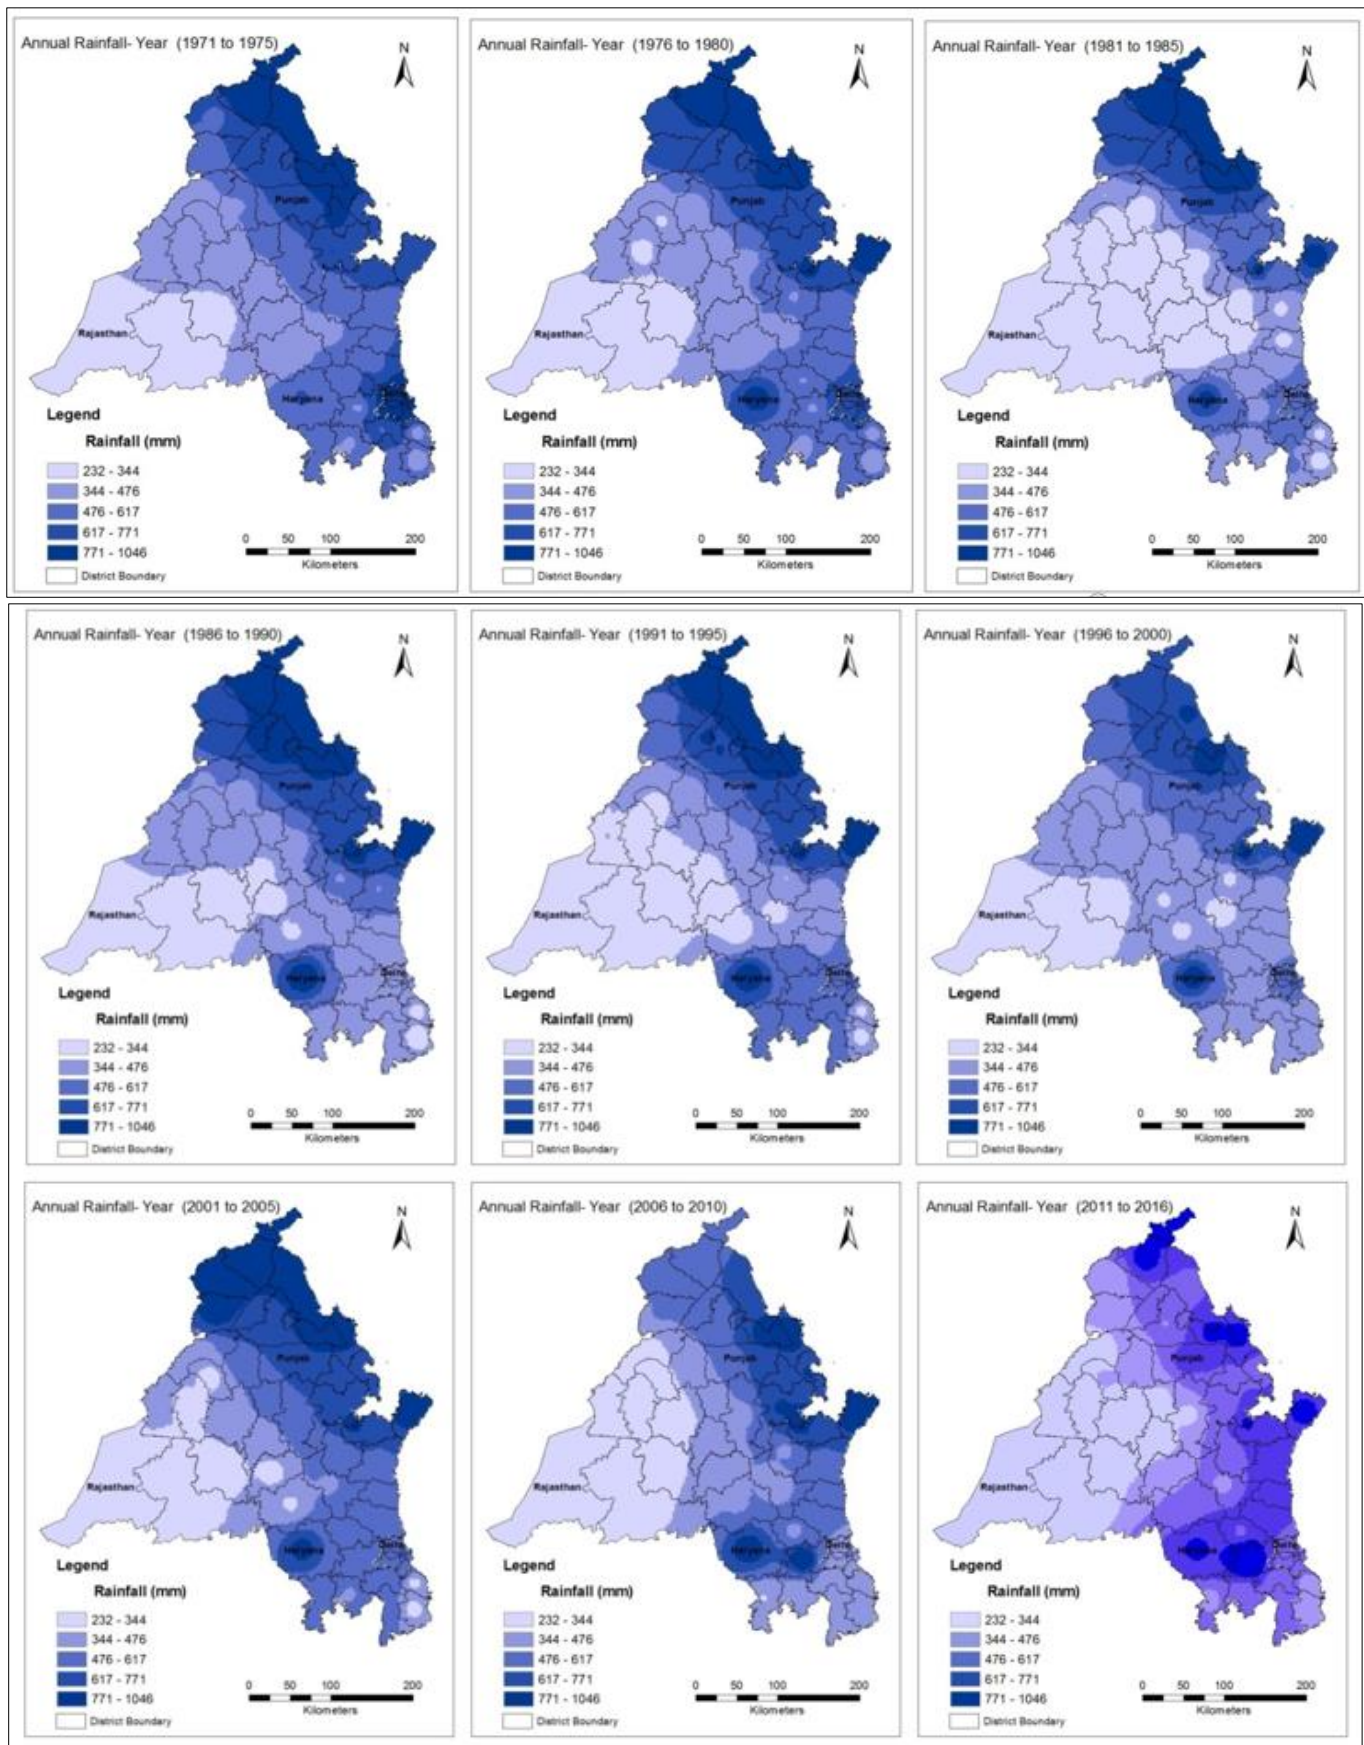 Annual Rainfall- Year (1971 to 1975)
N
Punjab
Rajasthan
Haryana
Delhi
Legend
Rainfall (mm)
232 - 344
344 - 476
476 - 617
617 - 771
771 - 1046
District Boundary
0 50 100 200
Kilometers
Annual Rainfall- Year (1976 to 1980)
N
Punjab
Rajasthan
Haryana
Delhi
Legend
Rainfall (mm)
232 - 344
344 - 476
476 - 617
617 - 771
771 - 1046
District Boundary
0 50 100 200
Kilometers
Annual Rainfall- Year (1981 to 1985)
N
Punjab
Rajasthan
Haryana
Delhi
Legend
Rainfall (mm)
232 - 344
344 - 476
476 - 617
617 - 771
771 - 1046
District Boundary
0 50 100 200
Kilometers
Annual Rainfall- Year (1986 to 1990)
N
Punjab
Rajasthan
Haryana
Delhi
Legend
Rainfall (mm)
232 - 344
344 - 476
476 - 617
617 - 771
771 - 1046
District Boundary
0 50 100 200
Kilometers
Annual Rainfall- Year (1991 to 1995)
N
Punjab
Rajasthan
Haryana
Delhi
Legend
Rainfall (mm)
232 - 344
344 - 476
476 - 617
617 - 771
771 - 1046
District Boundary
0 50 100 200
Kilometers
Annual Rainfall- Year (1996 to 2000)
N
Punjab
Rajasthan
Haryana
Delhi
Legend
Rainfall (mm)
232 - 344
344 - 476
476 - 617
617 - 771
771 - 1046
District Boundary
0 50 100 200
Kilometers
Annual Rainfall- Year (2001 to 2005)
N
Punjab
Rajasthan
Haryana
Delhi
Legend
Rainfall (mm)
232 - 344
344 - 476
476 - 617
617 - 771
771 - 1046
District Boundary
0 50 100 200
Kilometers
Annual Rainfall- Year (2006 to 2010)
N
Punjab
Rajasthan
Haryana
Delhi
Legend
Rainfall (mm)
232 - 344
344 - 476
476 - 617
617 - 771
771 - 1046
District Boundary
0 50 100 200
Kilometers
Annual Rainfall- Year (2011 to 2016)
N
Punjab
Rajasthan
Haryana
Delhi
Legend
Rainfall (mm)
232 - 344
344 - 476
476 - 617
617 - 771
771 - 1046
District Boundary
0 50 100 200
Kilometers